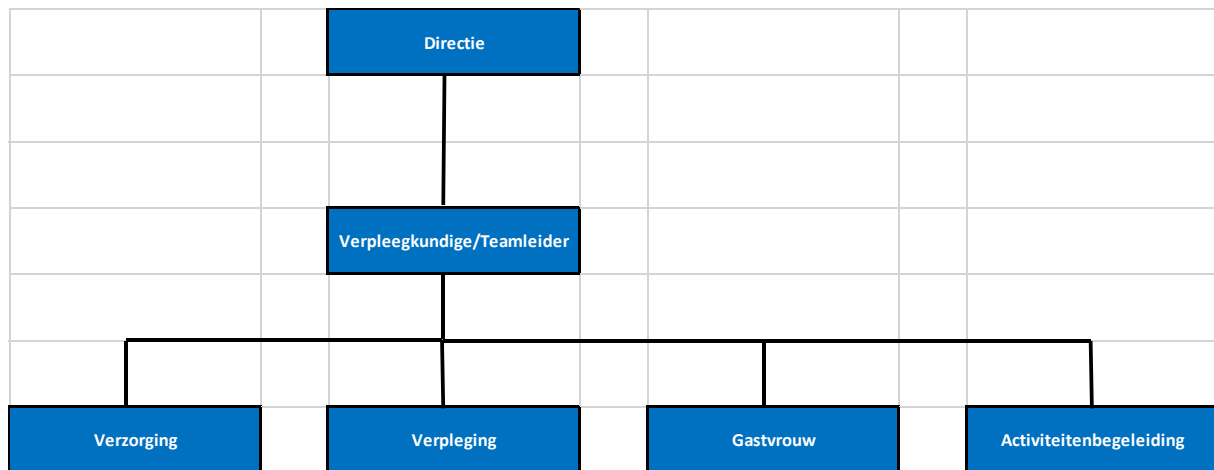 Directie
Verpleegkundige/Teamleider
Verzorging
Verpleging
Gastvrouw
Activiteitenbegeleiding